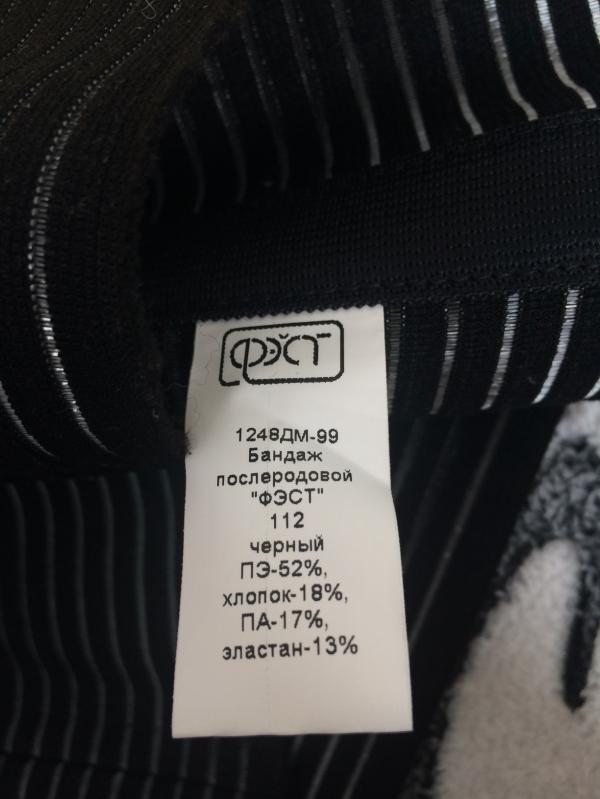 ФЭСТ
1248ДМ-99
Бандаж
послеродовой
"ФЭСТ"
112
черный
ПЭ-52%,
хлопок-18%,
ПА-17%,
эластан-13%